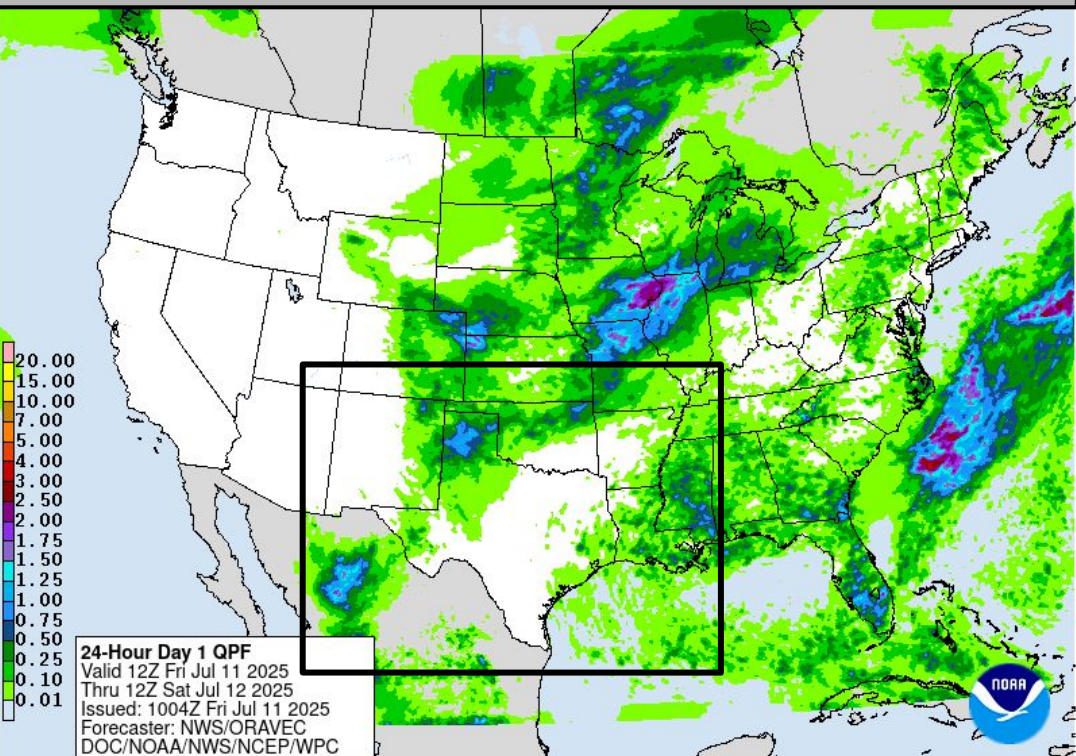 20.00
15.00
10.00
7.00
5.00
4.00
3.00
2.50
2.00
1.75
1.50
1.25
1.00
0.75
0.50
0.25
0.10
0.01
24-Hour Day 1 QPF
Valid 12Z Fri Jul 11 2025
Thru 12Z Sat Jul 12 2025
Issued: 1004Z Fri Jul 11 2025
Forecaster: NWS/ORAVEC
DOC/NOAA/NWS/NCEP/WPC
NOAA